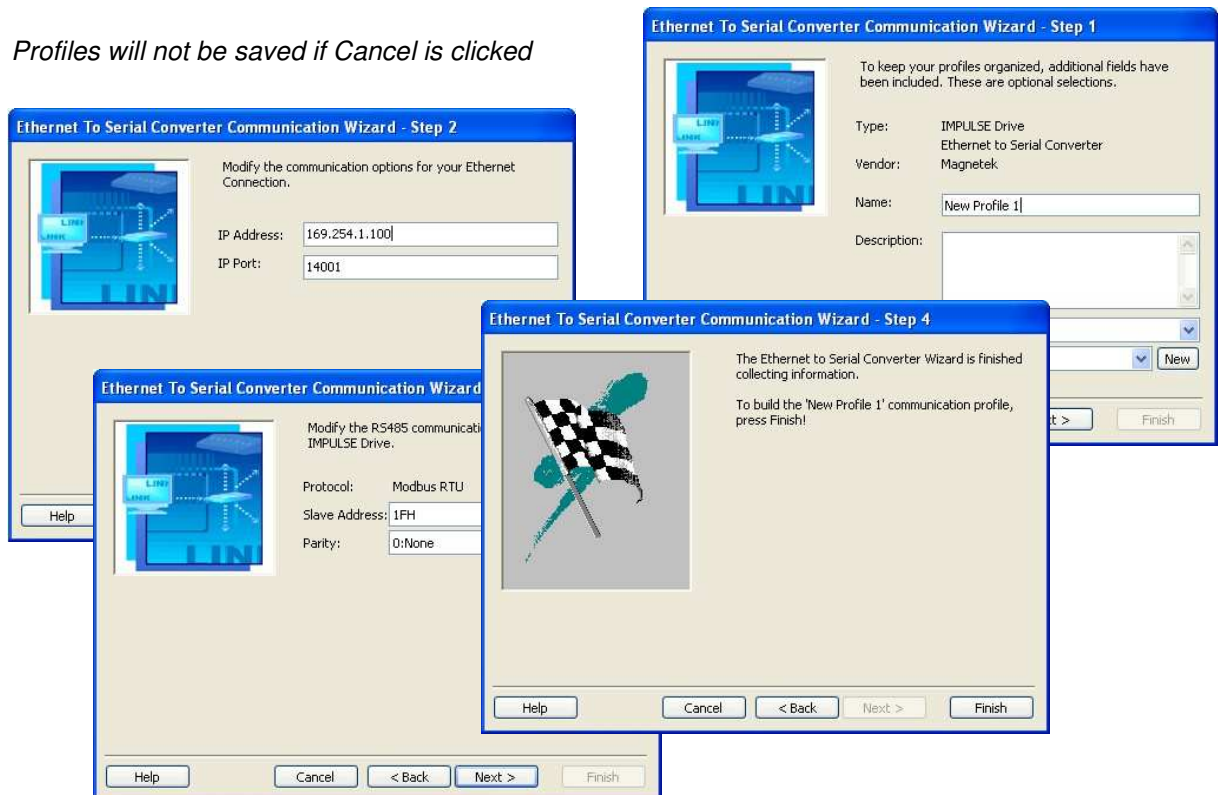 Profiles will not be saved if Cancel is clicked
Ethernet To Serial Converter Communication Wizard - Step 1
To keep your profiles organized, additional fields have
been included. These are optional selections.
Type: IMPULSE Drive
Ethernet to Serial Converter
Vendor: Magnetek
Name: New Profile 1
Description:
New
Finish
Ethernet To Serial Converter Communication Wizard - Step 2
Modify the communication options for your Ethernet
Connection.
IP Address: 169.254.1.100
IP Port: 14001
LINK
LINK
Help
Ethernet To Serial Converter Communication Wizard
Modify the RS485
IMPULSE Drive.
Protocol: Modbus RTU
Slave Address: 1FH
Parity: 0:None
Help Cancel < Back Next > Finish
Ethernet To Serial Converter Communication Wizard - Step 4
The Ethernet to Serial Converter Wizard is finished
collecting information.
To build the 'New Profile 1' communication profile,
press Finish!
Help Cancel < Back Next > Finish